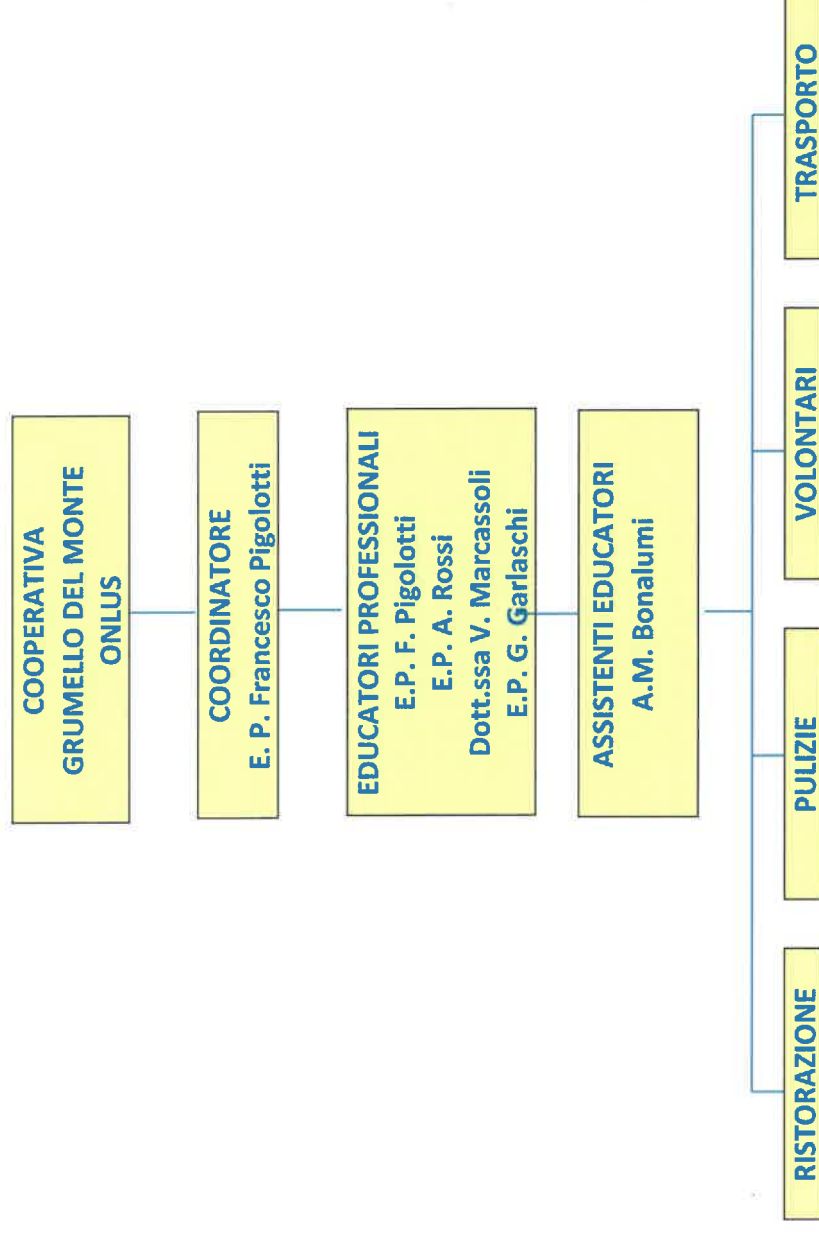 COOPERATIVA
GRUMELLO DEL MONTE
ONLUS
COORDINATORE
E. P. Francesco Pigolotti
EDUCATORI PROFESSIONALI
E.P. F. Pigolotti
E.P. A. Rossi
Dott.ssa V. Marcassoli
E.P. G. Garlaschi
ASSISTENTI EDUCATORI
A.M. Bonalumi
RISTORAZIONE
PULIZIE
VOLONTARI
TRASPORTO